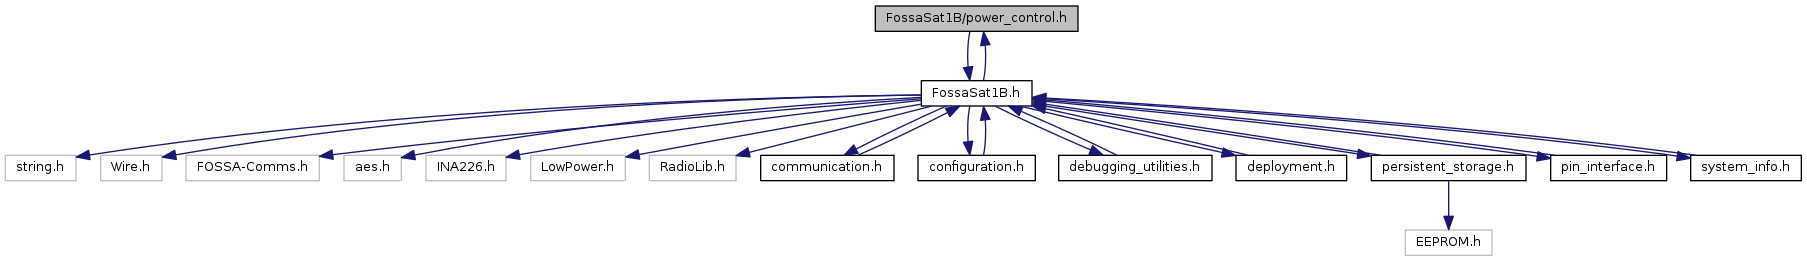 FossaSat1B/power_control.h
FossaSat1B.h
string.h
Wire.h
FOSSA-Comms.h
aes.h
INA226.h
LowPower.h
RadioLib.h
communication.h
configuration.h
debugging_utilities.h
deployment.h
persistent_storage.h
pin_interface.h
system_info.h
EEPROM.h